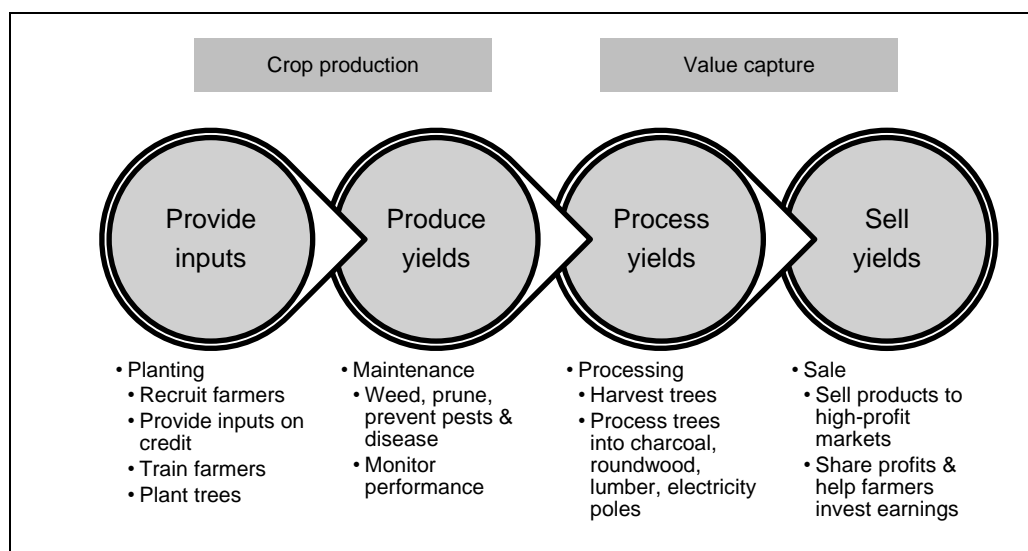 Crop production
Value capture
Provide
inputs
Produce
yields
Process
yields
Sell
yields
• Planting
• Recruit farmers
• Provide inputs on
credit
• Train farmers
• Plant trees
• Maintenance
• Weed, prune,
prevent pests &
disease
• Monitor
performance
• Processing
• Harvest trees
• Process trees
into charcoal,
roundwood,
lumber, electricity
poles
• Sale
• Sell products to
high-profit
markets
• Share profits &
help farmers
invest earnings